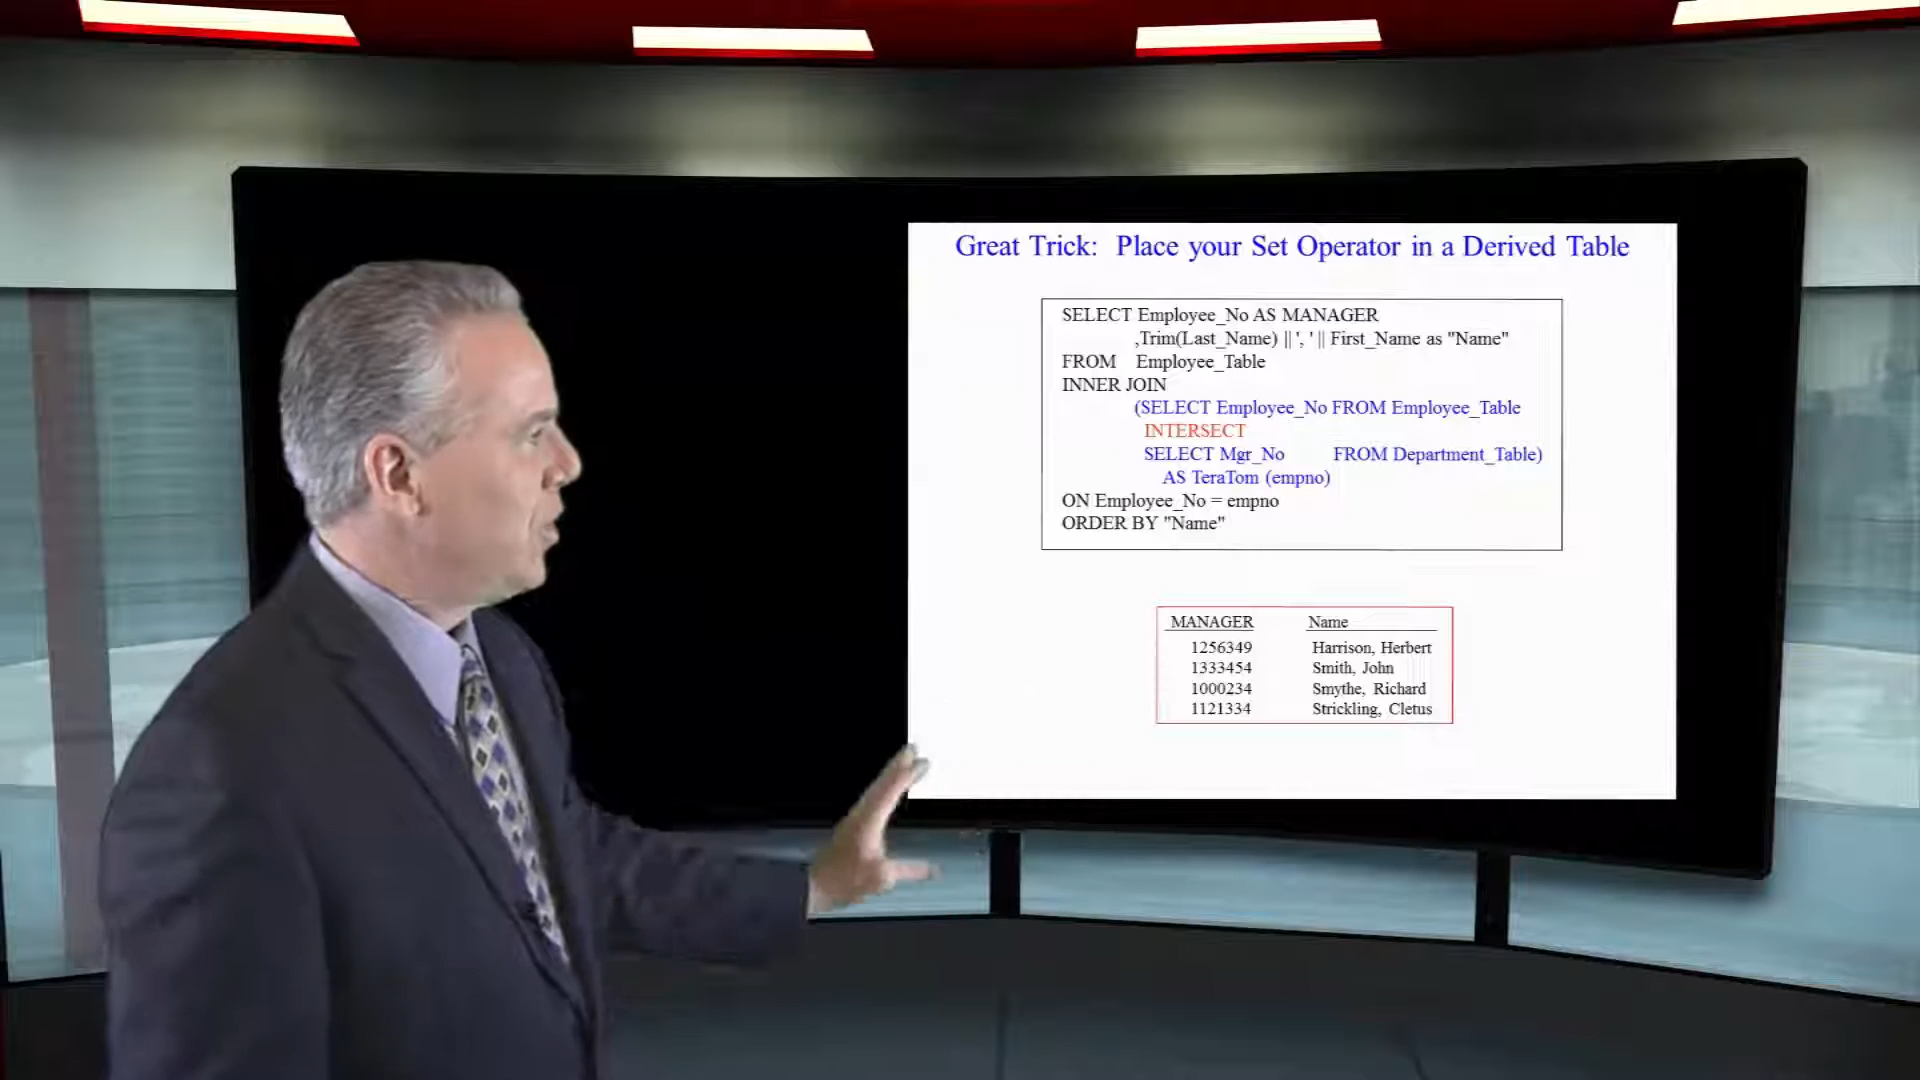 Great Trick: Place your Set Operator in a Derived Table
SELECT Employee_No AS MANAGER
,Trim(Last_Name) || ', ' || First_Name as "Name"
FROM Employee_Table
INNER JOIN
(SELECT Employee_No FROM Employee_Table
INTERSECT
SELECT Mgr_No FROM Department_Table)
AS TeraTom (empno)
ON Employee_No = empno
ORDER BY "Name"
MANAGER Name
1256349 Harrison, Herbert
1333454 Smith, John
1000234 Smythe, Richard
1121334 Strickling, Cletus